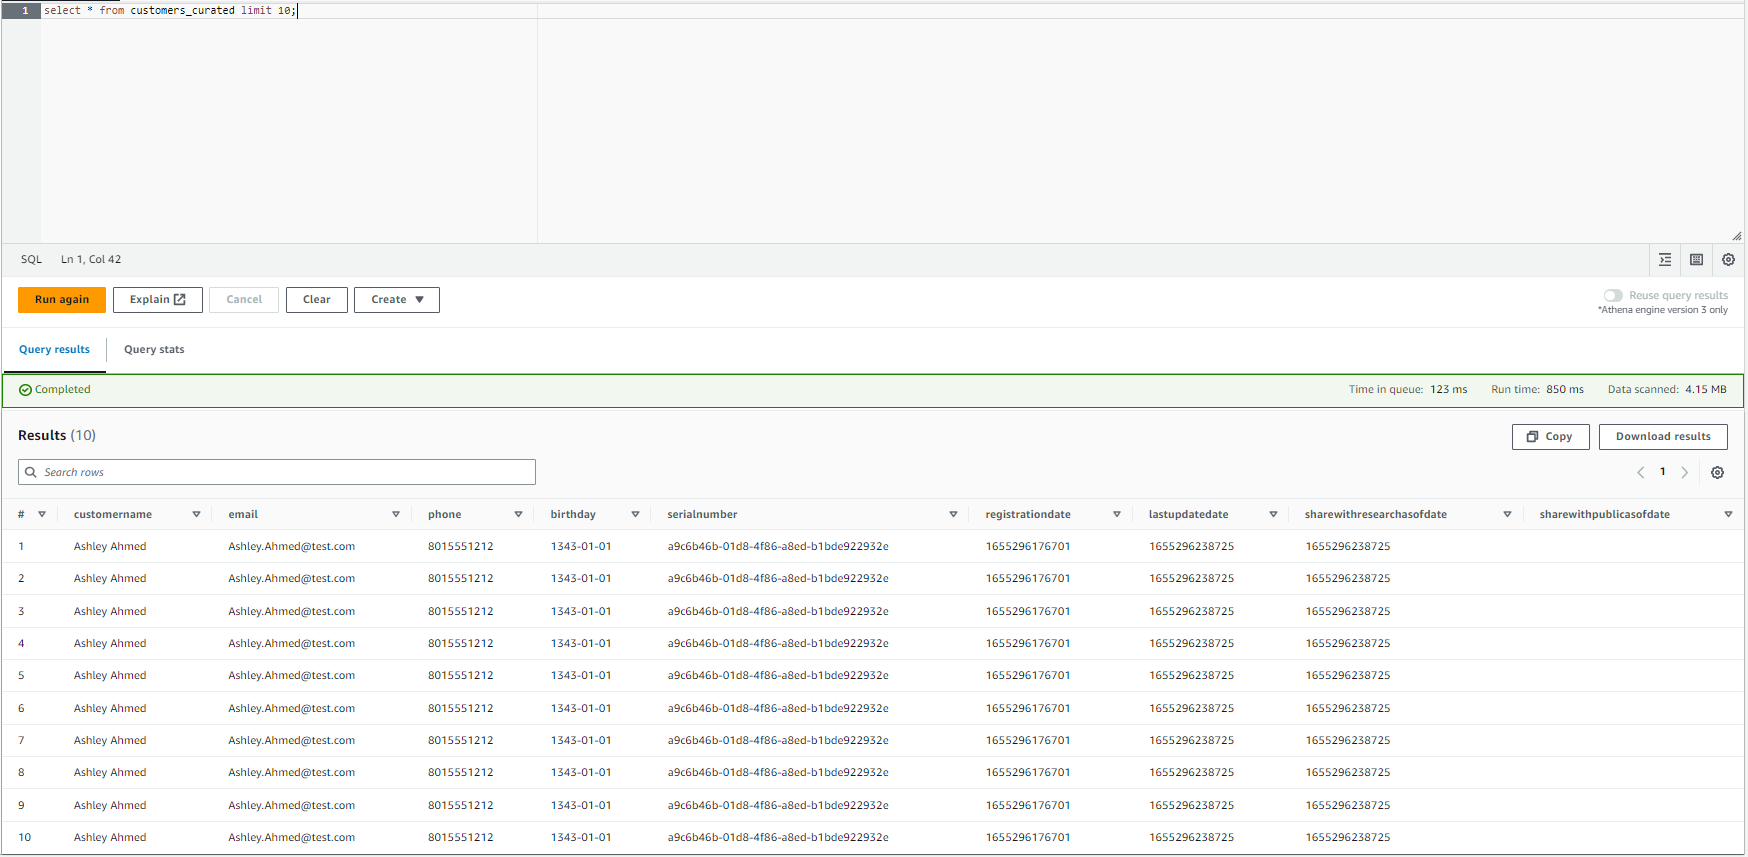 1 select * from customers_curated limit 10;
SQL Ln 1, Col 42
Run again Explain Cancel Clear Create
Reuse query results
*Athena engine version 3 only
Query results Query stats
Completed Time in queue: 123 ms Run time: 850 ms Data scanned: 4.15 MB
Results (10)
Copy Download results
Search rows
1
# customername email phone birthday serialnumber registrationdate lastupdatedate sharewithresearchasofdate sharewithpublicasofdate
1 Ashley Ahmed Ashley.Ahmed@test.com 8015551212 1343-01-01 a9c6b46b-01d8-4f86-a8ed-b1bde922932e 1655296176701 1655296238725 1655296238725
2 Ashley Ahmed Ashley.Ahmed@test.com 8015551212 1343-01-01 a9c6b46b-01d8-4f86-a8ed-b1bde922932e 1655296176701 1655296238725 1655296238725
3 Ashley Ahmed Ashley.Ahmed@test.com 8015551212 1343-01-01 a9c6b46b-01d8-4f86-a8ed-b1bde922932e 1655296176701 1655296238725 1655296238725
4 Ashley Ahmed Ashley.Ahmed@test.com 8015551212 1343-01-01 a9c6b46b-01d8-4f86-a8ed-b1bde922932e 1655296176701 1655296238725 1655296238725
5 Ashley Ahmed Ashley.Ahmed@test.com 8015551212 1343-01-01 a9c6b46b-01d8-4f86-a8ed-b1bde922932e 1655296176701 1655296238725 1655296238725
6 Ashley Ahmed Ashley.Ahmed@test.com 8015551212 1343-01-01 a9c6b46b-01d8-4f86-a8ed-b1bde922932e 1655296176701 1655296238725 1655296238725
7 Ashley Ahmed Ashley.Ahmed@test.com 8015551212 1343-01-01 a9c6b46b-01d8-4f86-a8ed-b1bde922932e 1655296176701 1655296238725 1655296238725
8 Ashley Ahmed Ashley.Ahmed@test.com 8015551212 1343-01-01 a9c6b46b-01d8-4f86-a8ed-b1bde922932e 1655296176701 1655296238725 1655296238725
9 Ashley Ahmed Ashley.Ahmed@test.com 8015551212 1343-01-01 a9c6b46b-01d8-4f86-a8ed-b1bde922932e 1655296176701 1655296238725 1655296238725
10 Ashley Ahmed Ashley.Ahmed@test.com 8015551212 1343-01-01 a9c6b46b-01d8-4f86-a8ed-b1bde922932e 1655296176701 1655296238725 1655296238725